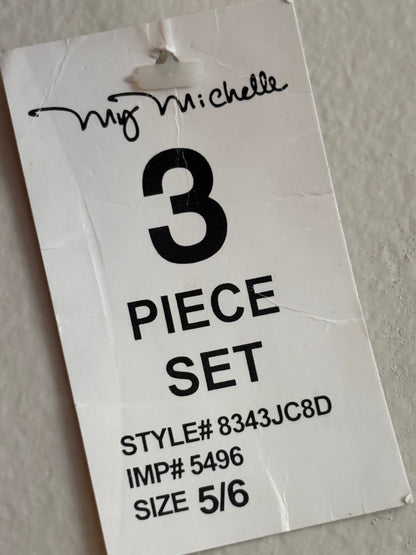 My Michelle
3
PIECE
SET
STYLE# 8343JC8D
IMP# 5496
SIZE 5/6